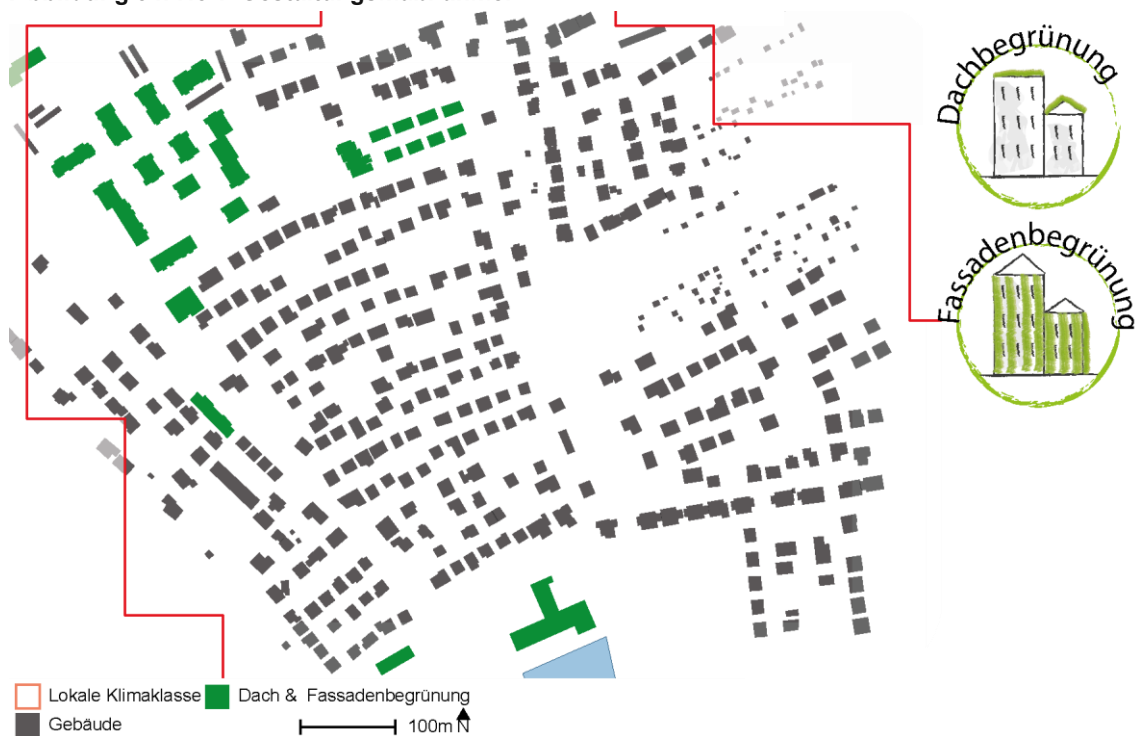 Dachbegrünung
Fassadenbegrünung
Lokale Klimaklasse
Dach & Fassadenbegrünung
Gebäude
100m N